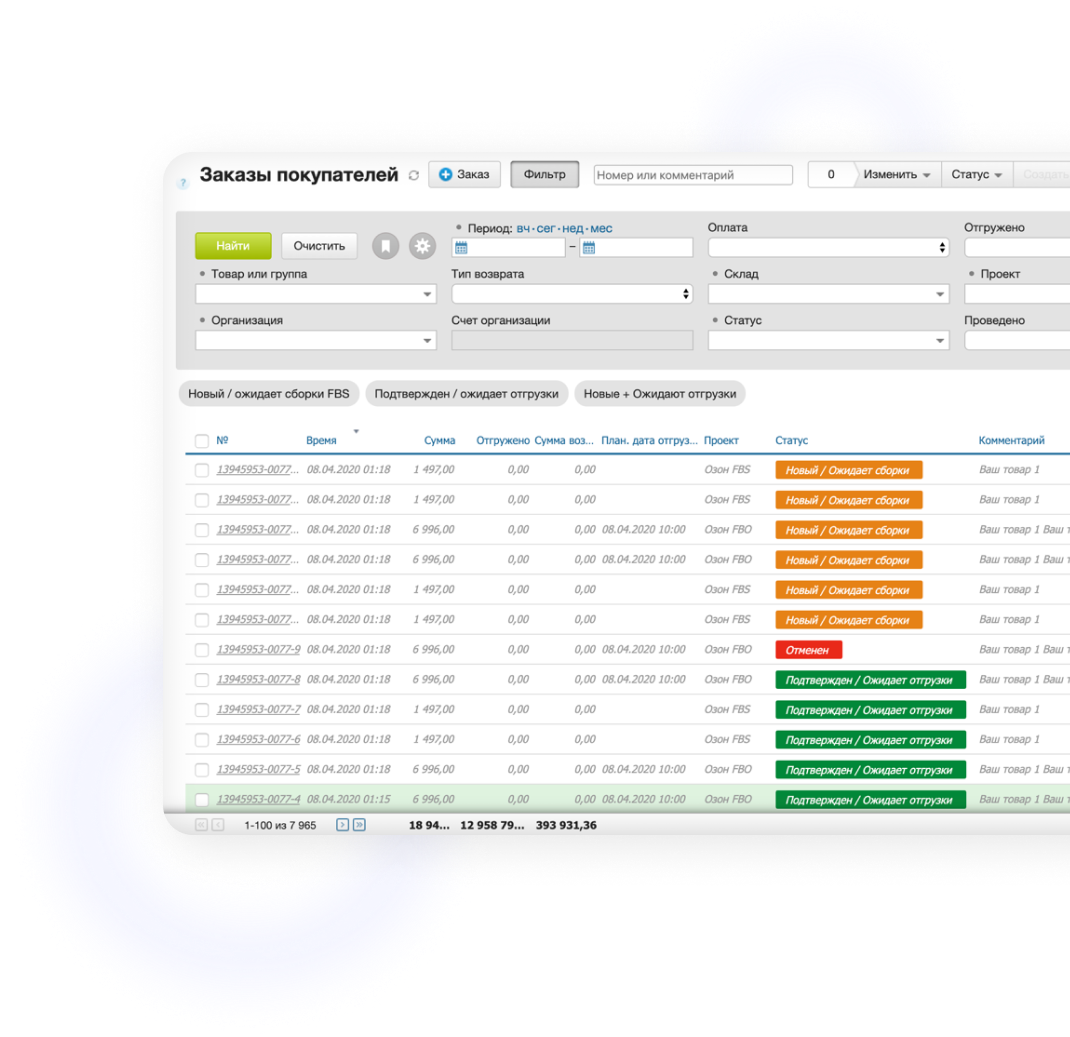 ? Заказы покупателей Заказ Фильтр Номер или комментарий 0 Изменить Статус Создать
Найти Очистить Период: вч·сег·нед·мес Оплата Отгружено
–
Товар или группа Тип возврата Склад Проект
Организация Счет организации Статус Проведено
Новый / ожидает сборки FBS Подтвержден / ожидает отгрузки Новые + Ожидают отгрузки
№ Время Сумма Отгружено Сумма воз... План. дата отгруз... Проект Статус Комментарий
13945953-0077... 08.04.2020 01:18 1 497,00 0,00 0,00 Озон FBS Новый / Ожидает сборки Ваш товар 1
13945953-0077... 08.04.2020 01:18 1 497,00 0,00 0,00 Озон FBS Новый / Ожидает сборки Ваш товар 1
13945953-0077... 08.04.2020 01:18 6 996,00 0,00 0,00 08.04.2020 10:00 Озон FBO Новый / Ожидает сборки Ваш товар 1 Ваш
13945953-0077... 08.04.2020 01:18 6 996,00 0,00 0,00 08.04.2020 10:00 Озон FBO Новый / Ожидает сборки Ваш товар 1 Ваш
13945953-0077... 08.04.2020 01:18 1 497,00 0,00 0,00 Озон FBS Новый / Ожидает сборки Ваш товар 1
13945953-0077... 08.04.2020 01:18 1 497,00 0,00 0,00 Озон FBS Новый / Ожидает сборки Ваш товар 1
13945953-0077-9 08.04.2020 01:18 6 996,00 0,00 0,00 08.04.2020 10:00 Озон FBO Отменен Ваш товар 1 Ваш
13945953-0077-8 08.04.2020 01:18 6 996,00 0,00 0,00 08.04.2020 10:00 Озон FBO Подтвержден / Ожидает отгрузки Ваш товар 1 Ваш
13945953-0077-7 08.04.2020 01:18 1 497,00 0,00 0,00 Озон FBS Подтвержден / Ожидает отгрузки Ваш товар 1
13945953-0077-6 08.04.2020 01:18 1 497,00 0,00 0,00 Озон FBS Подтвержден / Ожидает отгрузки Ваш товар 1
13945953-0077-5 08.04.2020 01:18 6 996,00 0,00 0,00 08.04.2020 10:00 Озон FBO Подтвержден / Ожидает отгрузки Ваш товар 1 Ваш
13945953-0077-4 08.04.2020 01:15 6 996,00 0,00 0,00 08.04.2020 10:00 Озон FBO Подтвержден / Ожидает отгрузки Ваш товар 1 Ваш
1-100 из 7 965 18 94... 12 958 79... 393 931,36